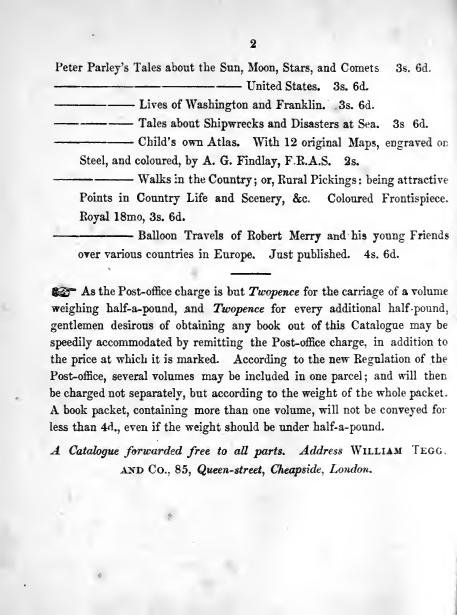 2
Peter Parley's Tales about the Sun, Moon, Stars, and Comets 3s. 6d.
——————— United States. 3s. 6d.
——— Lives of Washington and Franklin. 3s. 6d.
——— Tales about Shipwrecks and Disasters at Sea. 3s 6d.
——— Child's own Atlas. With 12 original Maps, engraved on
Steel, and coloured, by A. G. Findlay, F.R.A.S. 2s.
——— Walks in the Country; or, Rural Pickings: being attractive
Points in Country Life and Scenery, &c. Coloured Frontispiece.
Royal 18mo, 3s. 6d.
——— Balloon Travels of Robert Merry and his young Friends
over various countries in Europe. Just published. 4s. 6d.
☞ As the Post-office charge is but Twopence for the carriage of a volume
weighing half-a-pound, and Twopence for every additional half-pound,
gentlemen desirous of obtaining any book out of this Catalogue may be
speedily accommodated by remitting the Post-office charge, in addition to
the price at which it is marked. According to the new Regulation of the
Post-office, several volumes may be included in one parcel; and will then
be charged not separately, but according to the weight of the whole packet.
A book packet, containing more than one volume, will not be conveyed for
less than 4d., even if the weight should be under half-a-pound.
A Catalogue forwarded free to all parts. Address WILLIAM TEGG.
AND CO., 85, Queen-street, Cheapside, London.